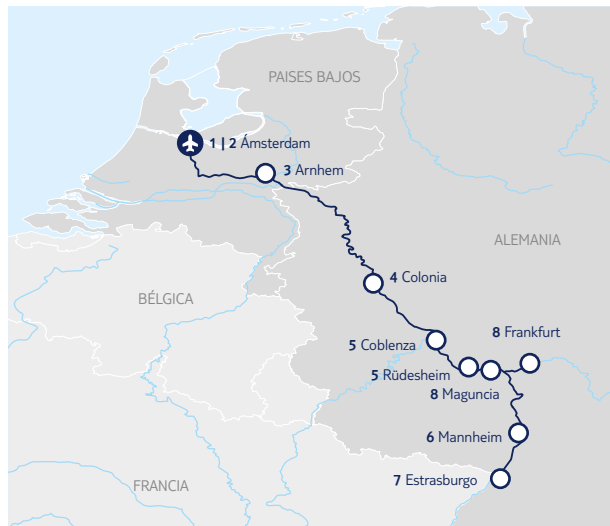 PAISES BAJOS
1 | 2 Ámsterdam
3 Arnhem
ALEMANIA
4 Colonia
BÉLGICA
8 Frankfurt
5 Coblenza
5 Rüdesheim
8 Maguncia
6 Mannheim
7 Estrasburgo
FRANCIA